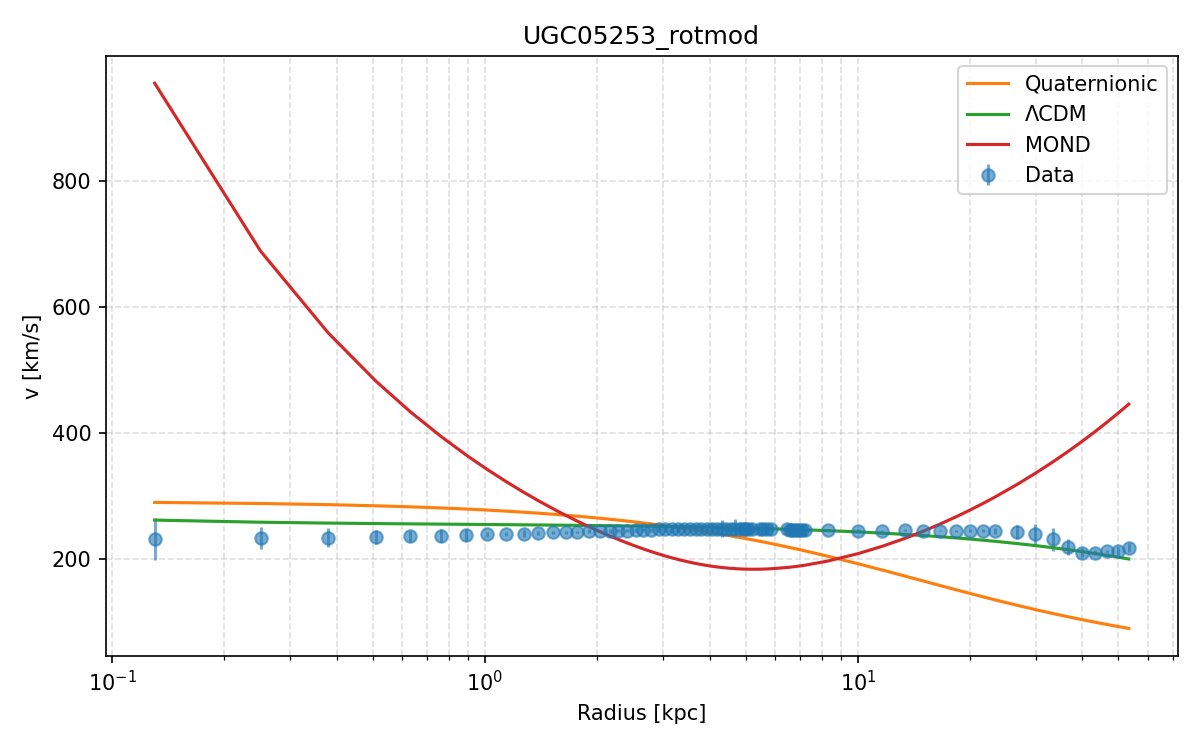 UGC05253_rotmod
Quaternionic
ΛCDM
MOND
Data
v [km/s]
800
600
400
200
10⁻¹
10⁰
10¹
Radius [kpc]